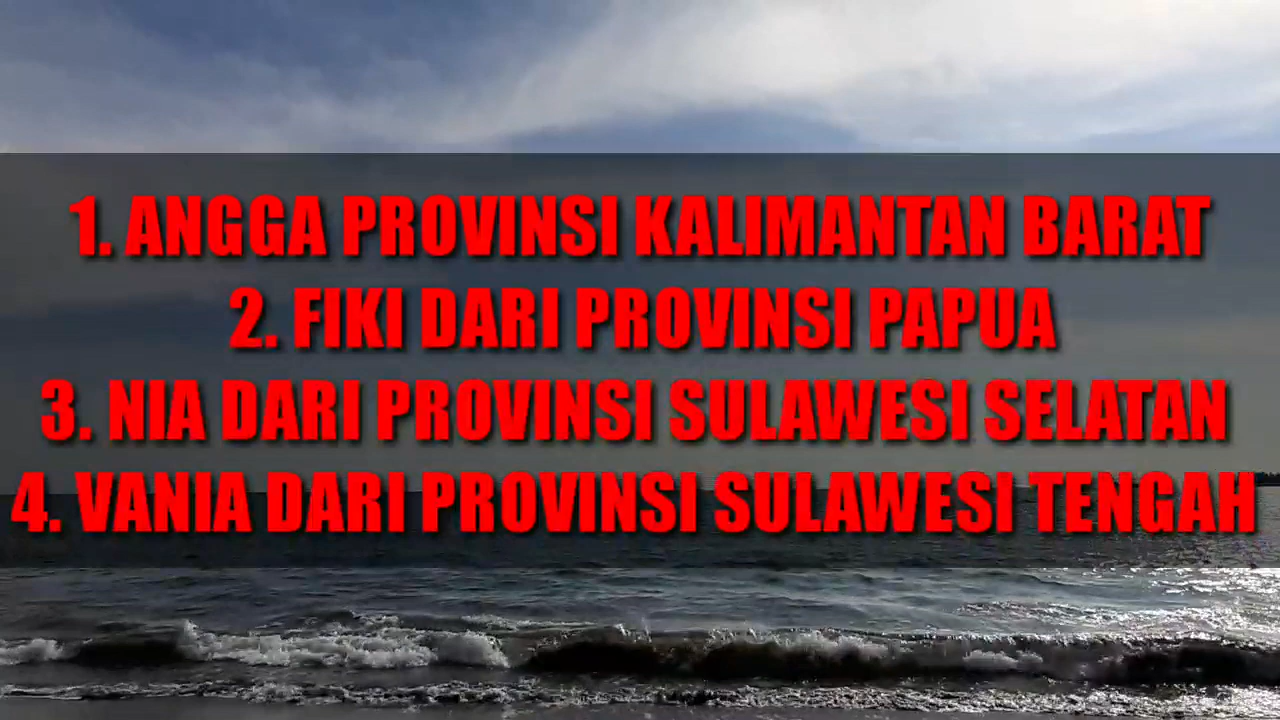 1. ANGGA PROVINSI KALIMANTAN BARAT
2. FIKI DARI PROVINSI PAPUA
3. NIA DARI PROVINSI SULAWESI SELATAN
4. VANIA DARI PROVINSI SULAWESI TENGAH